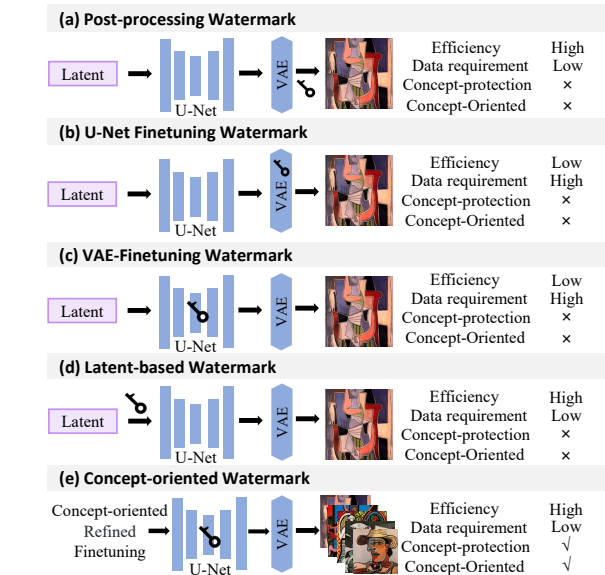 (a) Post-processing Watermark
Latent
U-Net
VAE
Efficiency High
Data requirement Low
Concept-protection ×
Concept-Oriented ×
(b) U-Net Finetuning Watermark
Latent
U-Net
VAE
Efficiency Low
Data requirement High
Concept-protection ×
Concept-Oriented ×
(c) VAE-Finetuning Watermark
Latent
U-Net
VAE
Efficiency Low
Data requirement High
Concept-protection ×
Concept-Oriented ×
(d) Latent-based Watermark
Latent
U-Net
VAE
Efficiency High
Data requirement Low
Concept-protection ×
Concept-Oriented ×
(e) Concept-oriented Watermark
Concept-oriented
Refined
Finetuning
U-Net
VAE
Efficiency High
Data requirement Low
Concept-protection √
Concept-Oriented √